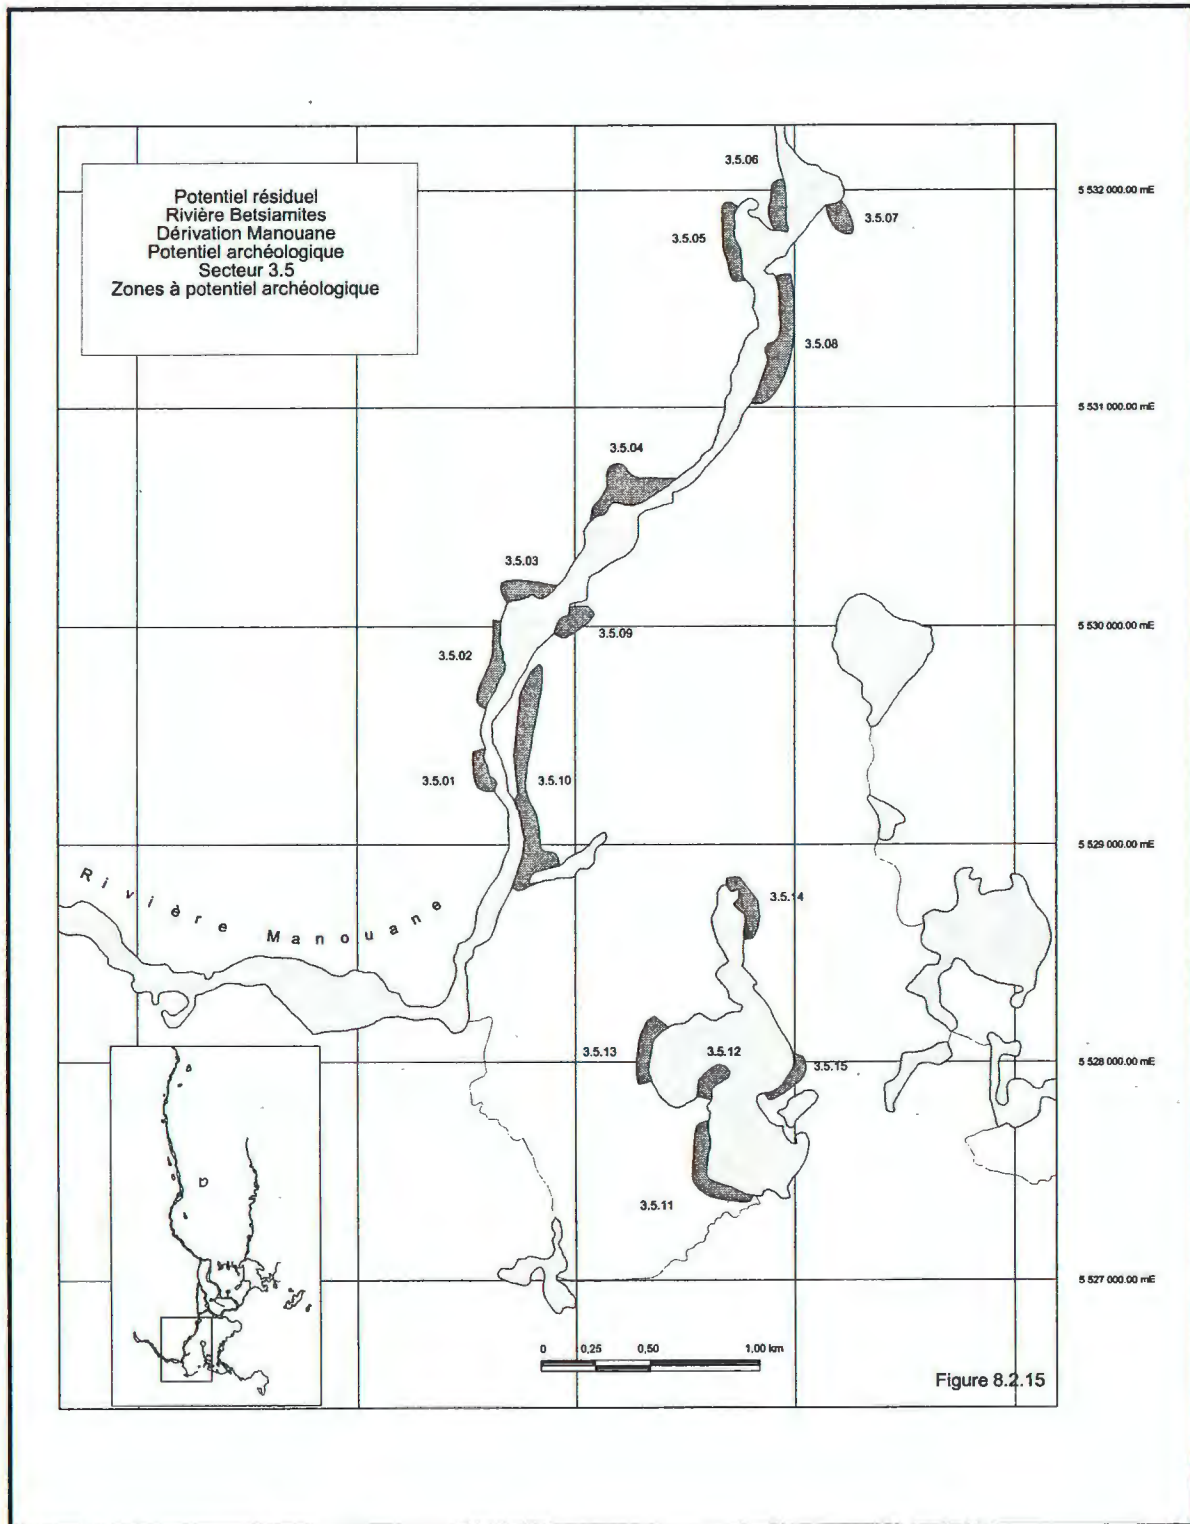 Potentiel résiduel
Rivière Betsiamites
Dérivation Manouane
Potentiel archéologique
Secteur 3.5
Zones à potentiel archéologique
3.5.06
5 532 000.00 mE
3.5.07
3.5.05
3.5.08
5 531 000.00 mE
3.5.04
3.5.03
5 530 000.00 mE
3.5.09
3.5.02
3.5.01
3.5.10
5 529 000.00 mE
Rivière Manouane
3.5.14
3.5.13
3.5.12
3.5.15
5 528 000.00 mE
3.5.11
5 527 000.00 mE
0 0,25 0,50 1,00 km
Figure 8.2.15